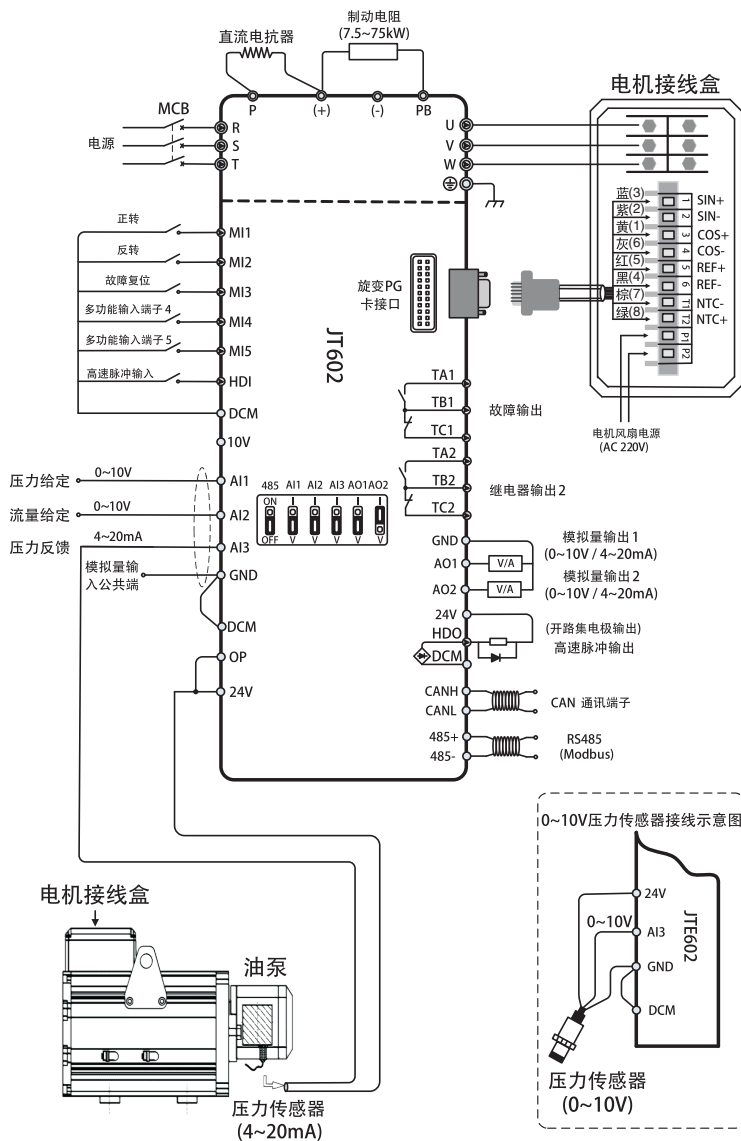 制动电阻
(7.5~75kW)
直流电抗器
P
(+)
(-)
PB
MCB
电源
R
S
T
U
V
W
电机接线盒
蓝(3)
紫(2)
黄(1)
灰(6)
红(5)
黑(4)
棕(7)
绿(8)
1
2
3
4
5
6
T1
T2
P1
P2
SIN+
SIN-
COS+
COS-
REF+
REF-
NTC-
NTC+
电机风扇电源
(AC 220V)
正转
MI1
反转
MI2
故障复位
MI3
多功能输入端子4
MI4
多功能输入端子5
MI5
高速脉冲输入
HDI
DCM
10V
JT602
旋变PG
卡接口
TA1
TB1
TC1
故障输出
TA2
TB2
TC2
继电器输出2
压力给定
0~10V
AI1
流量给定
0~10V
AI2
压力反馈
4~20mA
AI3
模拟量输
入公共端
GND
DCM
OP
24V
485 AI1 AI2 AI3 AO1 AO2
ON I I I I I
OFF V V V V V
GND
AO1
V/A
模拟量输出1
(0~10V / 4~20mA)
AO2
V/A
模拟量输出2
(0~10V / 4~20mA)
24V
HDO
DCM
(开路集电极输出)
高速脉冲输出
CANH
CANL
CAN 通讯端子
485+
485-
RS485
(Modbus)
电机接线盒
油泵
压力传感器
(4~20mA)
0~10V压力传感器接线示意图
24V
0~10V
AI3
GND
DCM
JTE602
压力传感器
(0~10V)